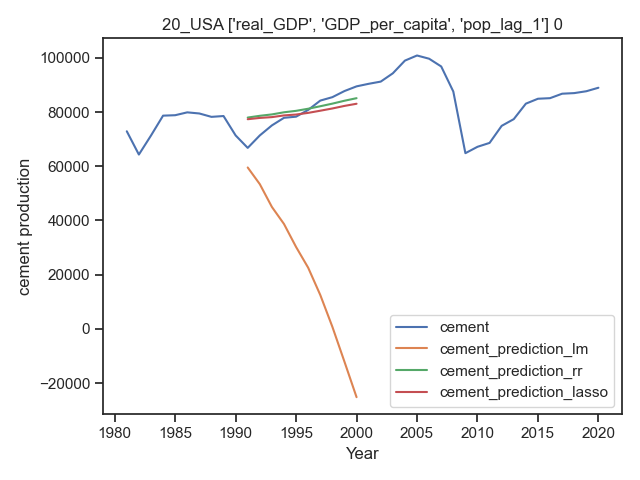 20_USA ['real_GDP', 'GDP_per_capita', 'pop_lag_1'] 0
100000
80000
60000
40000
20000
0
−20000
cement production
cement
cement_prediction_lm
cement_prediction_rr
cement_prediction_lasso
1980 1985 1990 1995 2000 2005 2010 2015 2020
Year